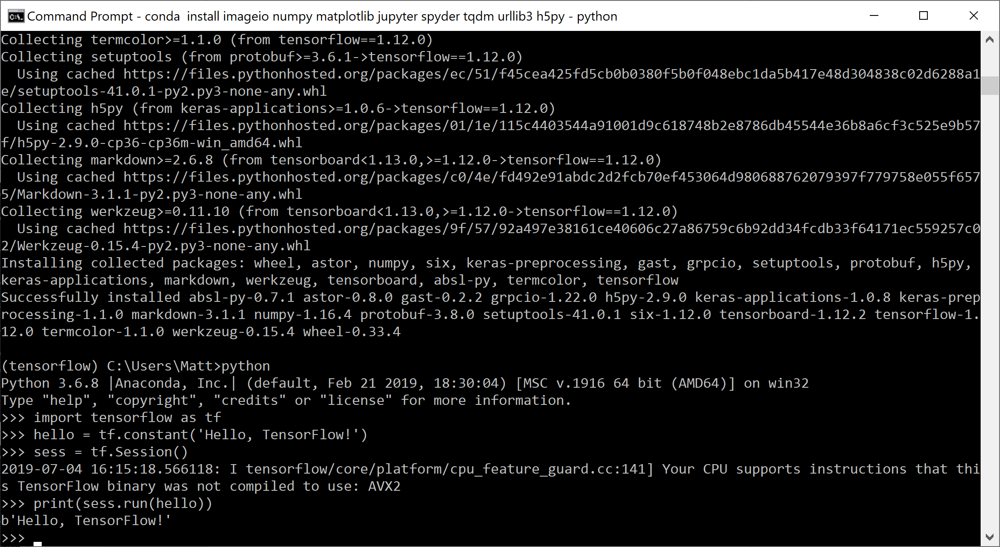 Command Prompt - conda  install imageio numpy matplotlib jupyter spyder tqdm urllib3 h5py - python
Collecting termcolor>=1.1.0 (from tensorflow==1.12.0)
Collecting setuptools (from protobuf>=3.6.1->tensorflow==1.12.0)
  Using cached https://files.pythonhosted.org/packages/ec/51/f45cea425fd5cb0b0380f5b0f048ebc1da5b417e48d304838c02d6288a1
e/setuptools-41.0.1-py2.py3-none-any.whl
Collecting h5py (from keras-applications>=1.0.6->tensorflow==1.12.0)
  Using cached https://files.pythonhosted.org/packages/01/1e/115c4403544a91001d9c618748b2e8786db45544e36b8a6cf3c525e9b57
f/h5py-2.9.0-cp36-cp36m-win_amd64.whl
Collecting markdown>=2.6.8 (from tensorboard<1.13.0,>=1.12.0->tensorflow==1.12.0)
  Using cached https://files.pythonhosted.org/packages/c0/4e/fd492e91abdc2d2fcb70ef453064d980688762079397f779758e055f657
5/Markdown-3.1.1-py2.py3-none-any.whl
Collecting werkzeug>=0.11.10 (from tensorboard<1.13.0,>=1.12.0->tensorflow==1.12.0)
  Using cached https://files.pythonhosted.org/packages/9f/57/92a497e38161ce40606c27a86759c6b92dd34fcdb33f64171ec559257c0
2/Werkzeug-0.15.4-py2.py3-none-any.whl
Installing collected packages: wheel, astor, numpy, six, keras-preprocessing, gast, grpcio, setuptools, protobuf, h5py,
keras-applications, markdown, werkzeug, tensorboard, absl-py, termcolor, tensorflow
Successfully installed absl-py-0.7.1 astor-0.8.0 gast-0.2.2 grpcio-1.22.0 h5py-2.9.0 keras-applications-1.0.8 keras-prep
rocessing-1.1.0 markdown-3.1.1 numpy-1.16.4 protobuf-3.8.0 setuptools-41.0.1 six-1.12.0 tensorboard-1.12.2 tensorflow-1.
12.0 termcolor-1.1.0 werkzeug-0.15.4 wheel-0.33.4
(tensorflow) C:\Users\Matt>python
Python 3.6.8 |Anaconda, Inc.| (default, Feb 21 2019, 18:30:04) [MSC v.1916 64 bit (AMD64)] on win32
Type "help", "copyright", "credits" or "license" for more information.
>>> import tensorflow as tf
>>> hello = tf.constant('Hello, TensorFlow!')
>>> sess = tf.Session()
2019-07-04 16:15:18.566118: I tensorflow/core/platform/cpu_feature_guard.cc:141] Your CPU supports instructions that thi
s TensorFlow binary was not compiled to use: AVX2
>>> print(sess.run(hello))
b'Hello, TensorFlow!'
>>>